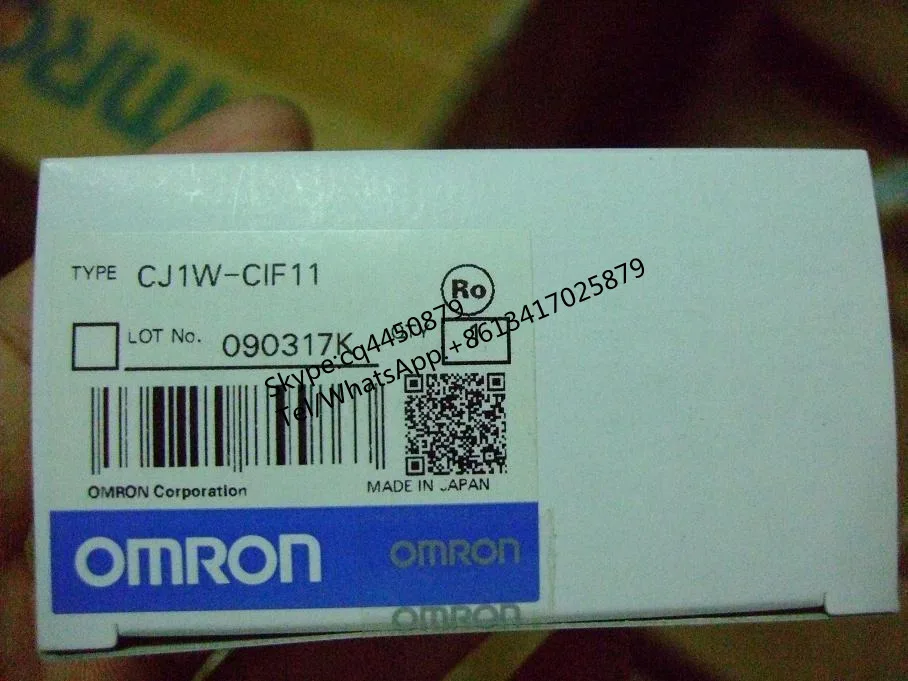 TYPE CJ1W-CIF11
Ro
LOT No. 090317K
Skype:cq4450879
Tel/WhatsApp:+8613417025879
OMRON Corporation
MADE IN JAPAN
OMRON OMRON
OMRON